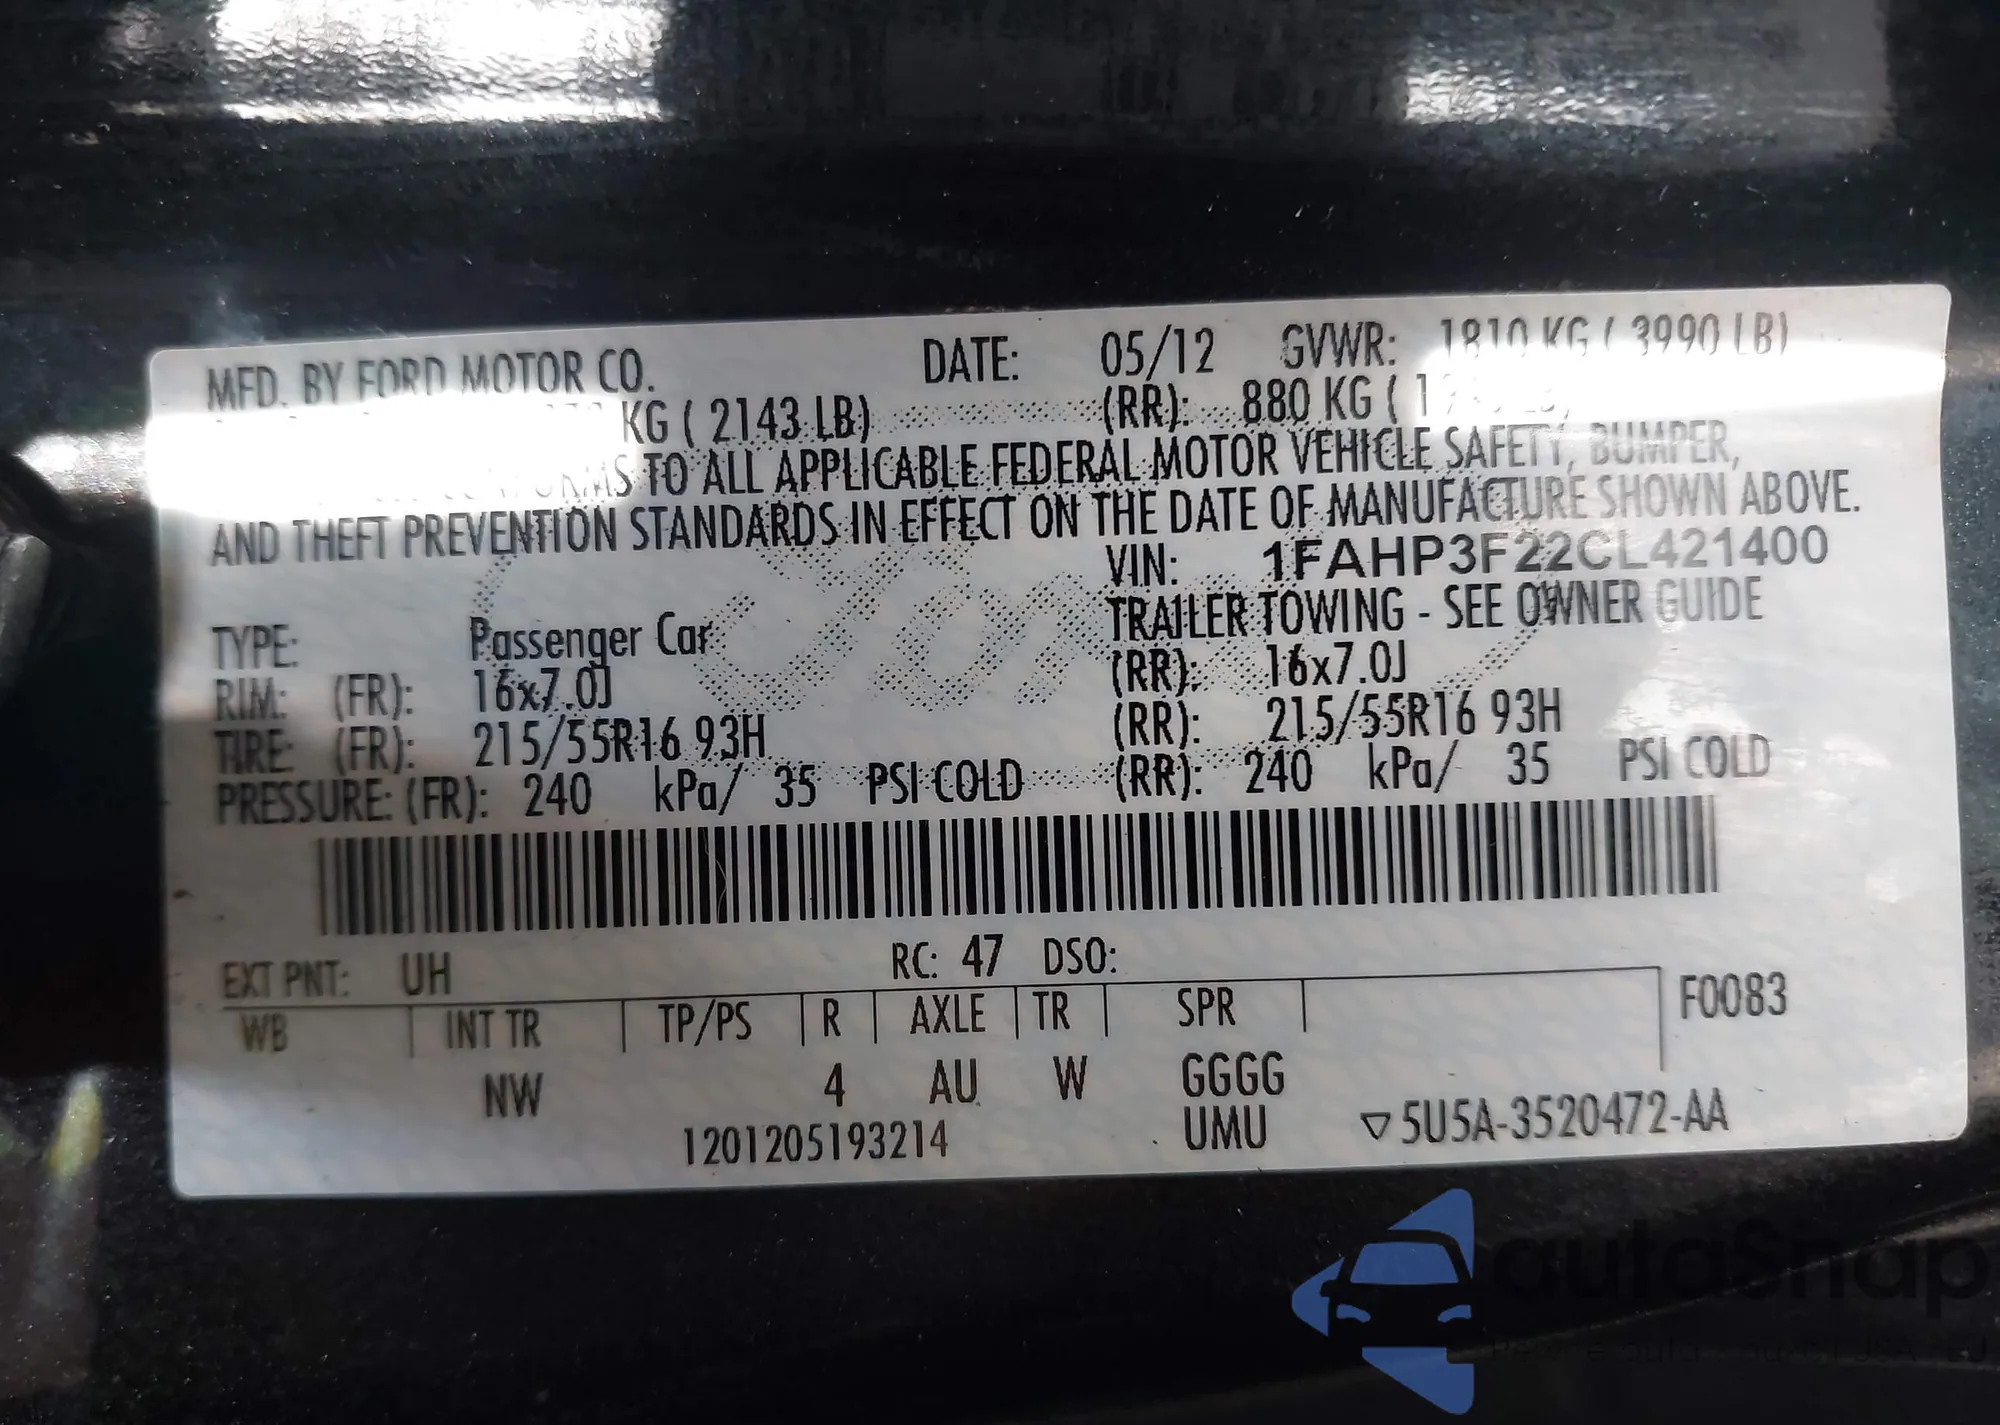 MFD. BY FORD MOTOR CO. DATE: 05/12 GVWR: 1810 KG ( 3990 LB)
KG ( 2143 LB) (RR): 880 KG (
TO ALL APPLICABLE FEDERAL MOTOR VEHICLE SAFETY, BUMPER,
AND THEFT PREVENTION STANDARDS IN EFFECT ON THE DATE OF MANUFACTURE SHOWN ABOVE.
VIN: 1FAHP3F22CL421400
TYPE: Passenger Car TRAILER TOWING - SEE OWNER GUIDE
RIM: (FR): 16x7.0J (RR): 16x7.0J
TIRE: (FR): 215/55R16 93H (RR): 215/55R16 93H
PRESSURE: (FR): 240 kPa/ 35 PSI COLD (RR): 240 kPa/ 35 PSI COLD
EXT PNT: UH RC: 47 DSO:
WB INT TR TP/PS R AXLE TR SPR F0083
NW 4 AU W GGGG
1201205193214 UMU ▽5U5A-3520472-AA
autoSnap